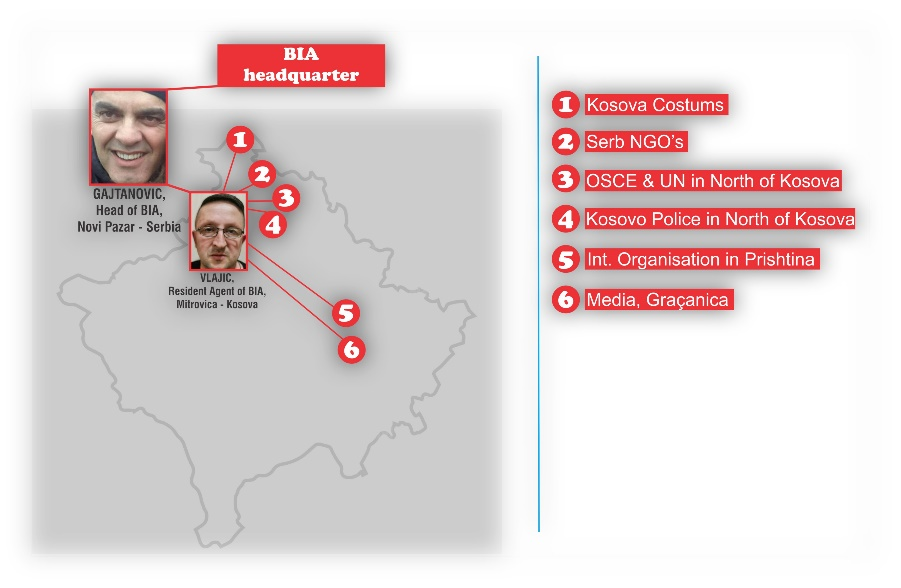 BIA
headquarter
GAJTANOVIC,
Head of BIA,
Novi Pazar - Serbia
VLAJIC,
Resident Agent of BIA,
Mitrovica - Kosova
1
2
3
4
5
6
1 Kosova Costums
2 Serb NGO's
3 OSCE & UN in North of Kosova
4 Kosovo Police in North of Kosova
5 Int. Organisation in Prishtina
6 Media, Graçanica